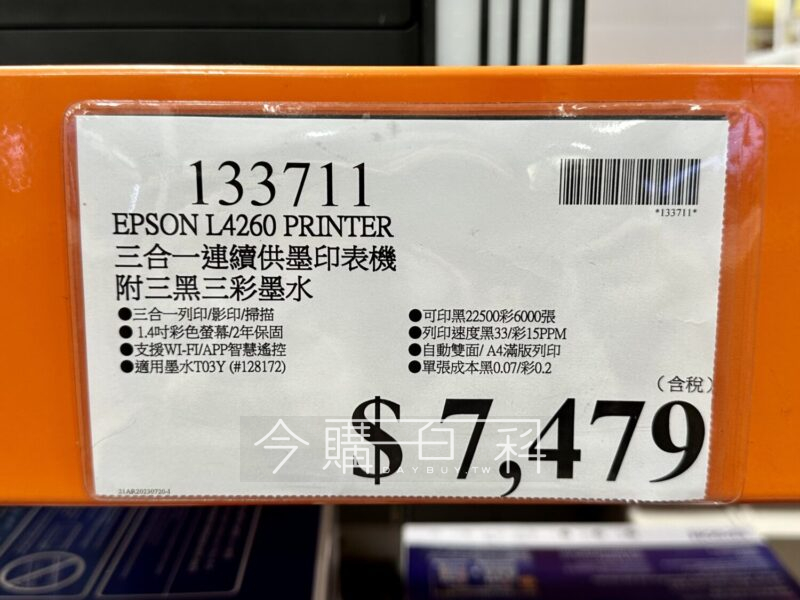 133711
*133711*
EPSON L4260 PRINTER
三合一連續供墨印表機
附三黑三彩墨水
●三合一列印/影印/掃描
●1.4吋彩色螢幕/2年保固
●支援WI-FI/APP智慧遙控
●適用墨水T03Y (#128172)
●可印黑22500彩6000張
●列印速度黑33/彩15PPM
●自動雙面/ A4滿版列印
●單張成本黑0.07/彩0.2
(含稅)
$ 7,479
今購百科
DAYBUY.TW
21AR20230720-1